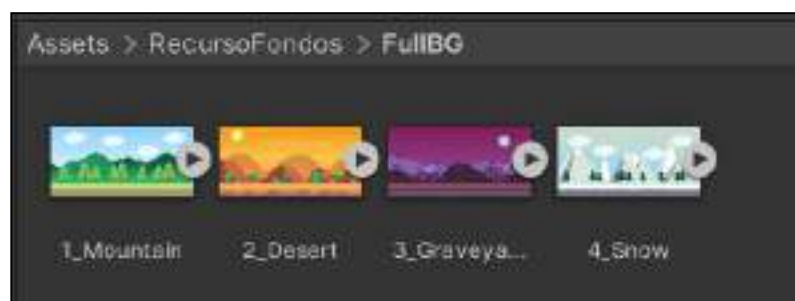 Assets > RecursoFondos > FullBG
1_Mountain 2_Desert 3_Graveya... 4_Snow